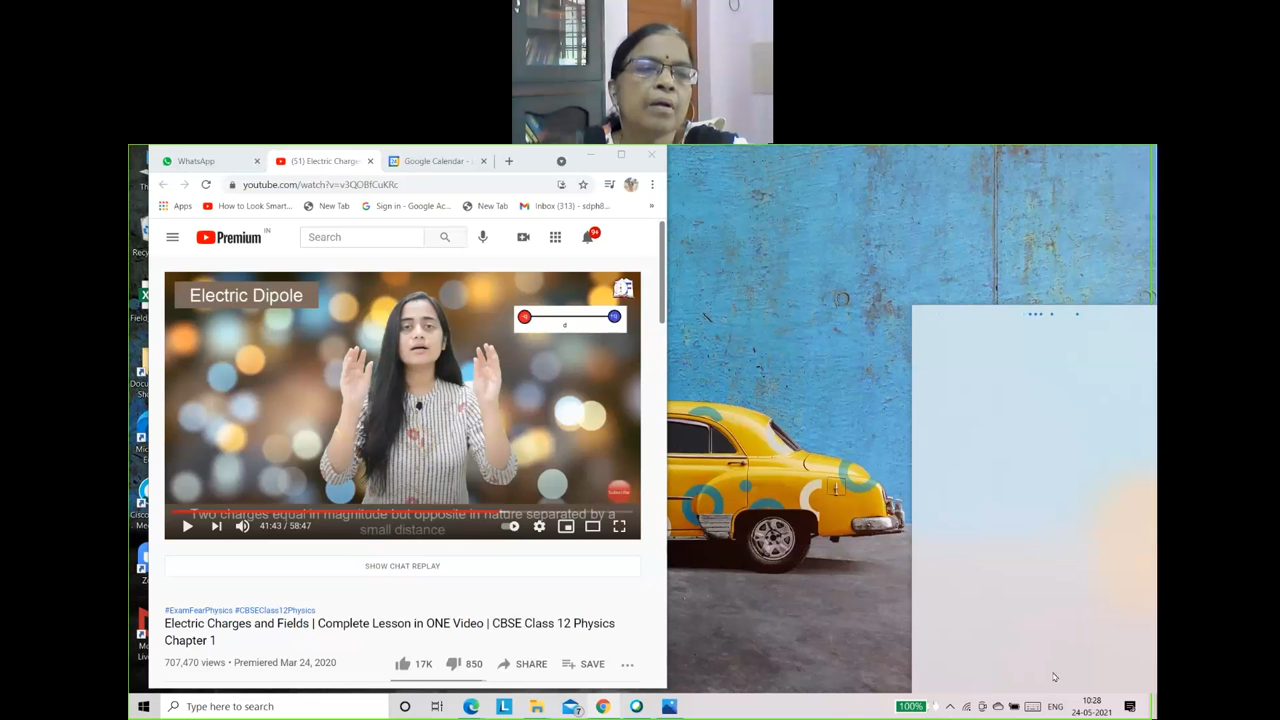 WhatsApp
(51) Electric Charge
Google Calendar -
youtube.com/watch?v=v3QOBfCuKRc
Apps
How to Look Smart...
New Tab
Sign in - Google Ac...
New Tab
Inbox (313) - sdph8...
Premium IN
Search
9+
Electric Dipole
d
Subscribe
Two charges equal in magnitude but opposite in nature separated by a
small distance
41:43 / 58:47
SHOW CHAT REPLAY
#ExamFearPhysics #CBSEClass12Physics
Electric Charges and Fields | Complete Lesson in ONE Video | CBSE Class 12 Physics
Chapter 1
707,470 views • Premiered Mar 24, 2020
17K
850
SHARE
SAVE
Type here to search
100%
ENG
10:28
24-05-2021